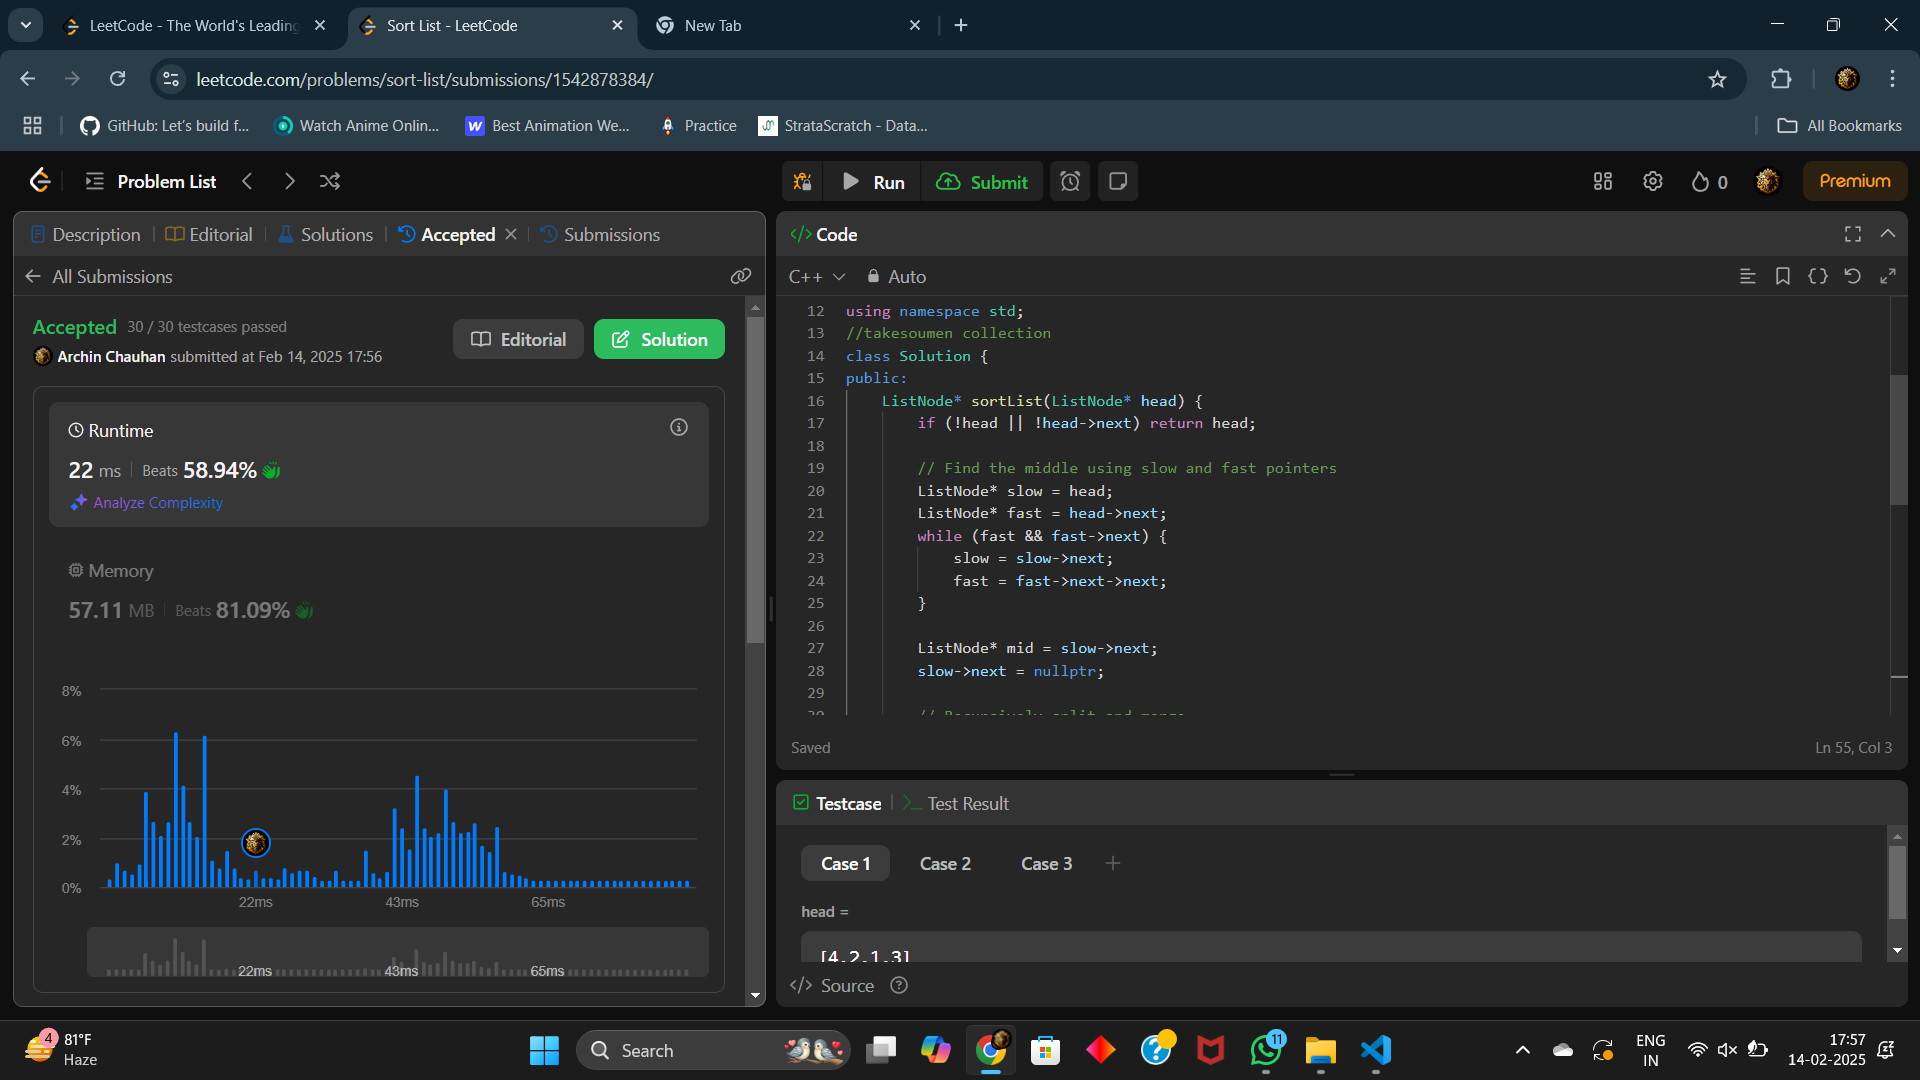 LeetCode - The World's Leading
Sort List - LeetCode
New Tab
leetcode.com/problems/sort-list/submissions/1542878384/
GitHub: Let's build f...
Watch Anime Onlin...
Best Animation We...
Practice
StrataScratch - Data...
All Bookmarks
Problem List
Run
Submit
0
Premium
Description
Editorial
Solutions
Accepted
Submissions
All Submissions
Accepted 30 / 30 testcases passed
Archin Chauhan submitted at Feb 14, 2025 17:56
Editorial
Solution
Runtime
22 ms Beats 58.94%
Analyze Complexity
Memory
57.11 MB Beats 81.09%
8%
6%
4%
2%
0%
22ms 43ms 65ms
22ms 43ms 65ms
</> Code
C++ Auto
12 using namespace std;
13 //takesoumen collection
14 class Solution {
15 public:
16 ListNode* sortList(ListNode* head) {
17 if (!head || !head->next) return head;
18
19 // Find the middle using slow and fast pointers
20 ListNode* slow = head;
21 ListNode* fast = head->next;
22 while (fast && fast->next) {
23 slow = slow->next;
24 fast = fast->next->next;
25 }
26
27 ListNode* mid = slow->next;
28 slow->next = nullptr;
29
30 // Recursively split and merge
Saved
Ln 55, Col 3
Testcase
Test Result
Case 1 Case 2 Case 3
head =
[4,2,1,3]
</> Source
4
81°F
Haze
Search
11
ENG
IN
17:57
14-02-2025